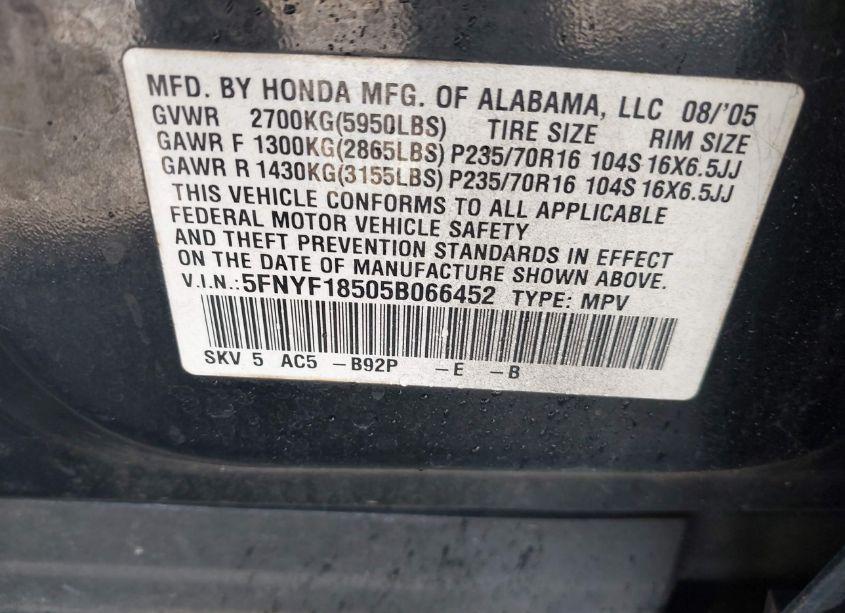 MFD. BY HONDA MFG. OF ALABAMA, LLC 08/'05
GVWR 2700KG(5950LBS) TIRE SIZE RIM SIZE
GAWR F 1300KG(2865LBS) P235/70R16 104S 16X6.5JJ
GAWR R 1430KG(3155LBS) P235/70R16 104S 16X6.5JJ
THIS VEHICLE CONFORMS TO ALL APPLICABLE
FEDERAL MOTOR VEHICLE SAFETY
AND THEFT PREVENTION STANDARDS IN EFFECT
ON THE DATE OF MANUFACTURE SHOWN ABOVE.
V.I.N.: 5FNYF18505B066452 TYPE: MPV
SKV 5 AC5 -B92P -E -B